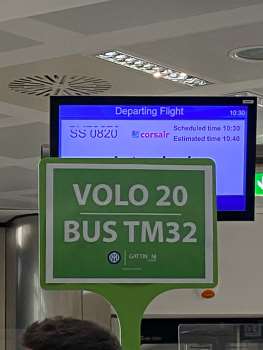 Departing Flight
10:30
SS 0820 corsair
Scheduled time 10:30
Estimated time 10:40
VOLO 20
BUS TM32